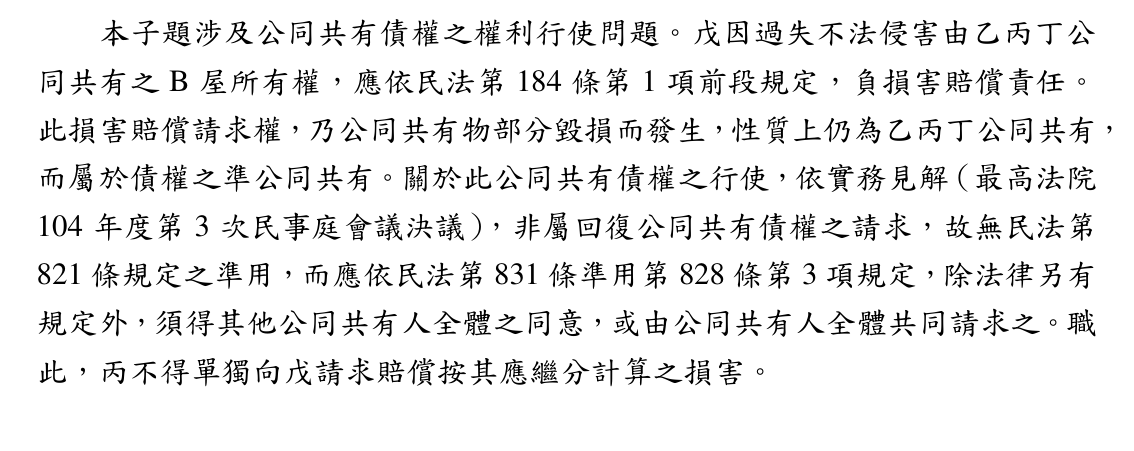 本子題涉及公同共有債權之權利行使問題。戊因過失不法侵害由乙丙丁公
同共有之 B 屋所有權，應依民法第 184 條第 1 項前段規定，負損害賠償責任。
此損害賠償請求權，乃公同共有物部分毀損而發生，性質上仍為乙丙丁公同共有，
而屬於債權之準公同共有。關於此公同共有債權之行使，依實務見解（最高法院
104 年度第 3 次民事庭會議決議），非屬回復公同共有債權之請求，故無民法第
821 條規定之準用，而應依民法第 831 條準用第 828 條第 3 項規定，除法律另有
規定外，須得其他公同共有人全體之同意，或由公同共有人全體共同請求之。職
此，丙不得單獨向戊請求賠償按其應繼分計算之損害。